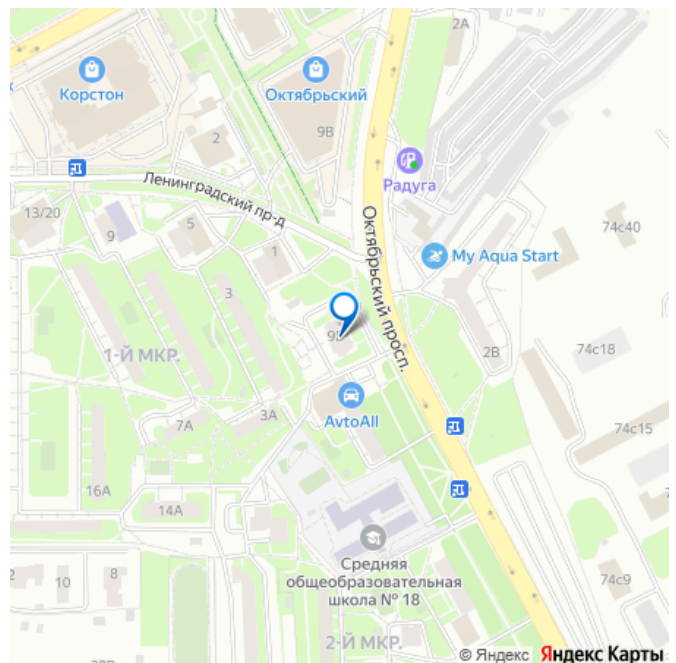 2А
Корстон
Октябрьский
9В
2
Радуга
Ленинградский пр-д
13/20
9
5
1
Октябрьский просп.
74с40
My Aqua Start
3
1-Й МКР.
2В
74с18
AvtoAll
7А
3А
74с15
16А
14А
Средняя
общеобразовательная
школа № 18
10
8
74с9
2-Й МКР.
© Яндекс Яндекс Карты